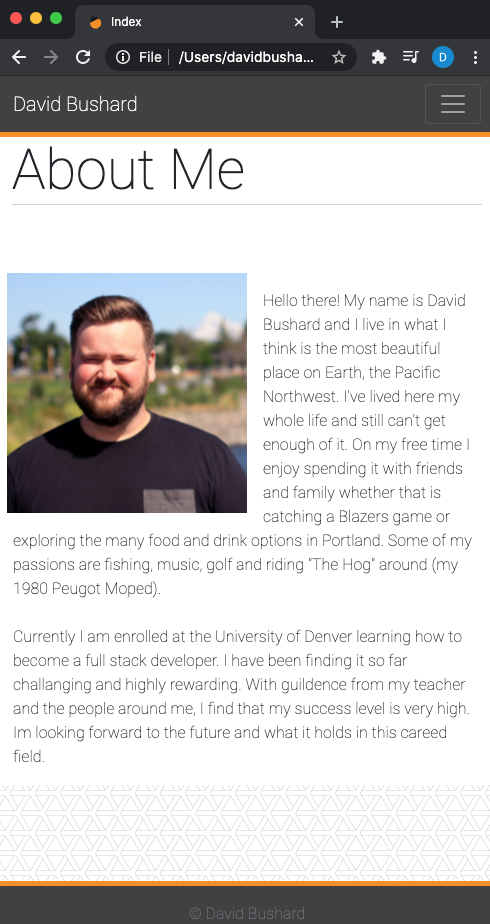 Index
File
/Users/davidbusha...
D
David Bushard
About Me
Hello there! My name is David
Bushard and I live in what I
think is the most beautiful
place on Earth, the Pacific
Northwest. I've lived here my
whole life and still can't get
enough of it. On my free time I
enjoy spending it with friends
and family whether that is
catching a Blazers game or
exploring the many food and drink options in Portland. Some of my
passions are fishing, music, golf and riding "The Hog" around (my
1980 Peugot Moped).
Currently I am enrolled at the University of Denver learning how to
become a full stack developer. I have been finding it so far
challanging and highly rewarding. With guildence from my teacher
and the people around me, I find that my success level is very high.
Im looking forward to the future and what it holds in this careed
field.
© David Bushard